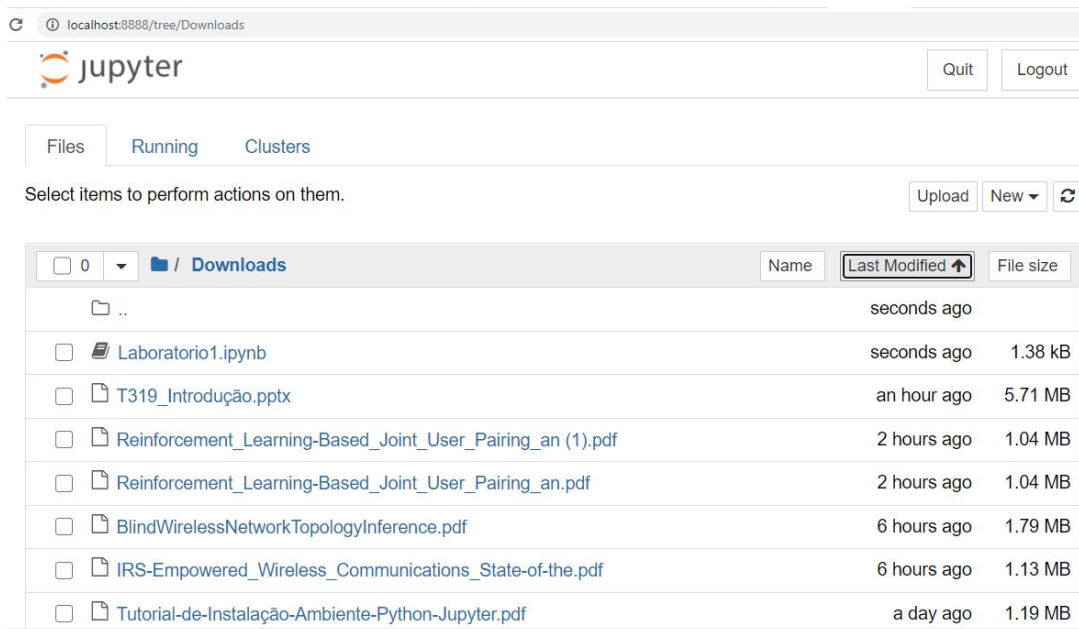 localhost:8888/tree/Downloads
jupyter
Quit
Logout
Files
Running
Clusters
Select items to perform actions on them.
Upload
New
0
/ Downloads
Name
Last Modified
File size
..
seconds ago
Laboratorio1.ipynb
seconds ago
1.38 kB
T319_Introdução.pptx
an hour ago
5.71 MB
Reinforcement_Learning-Based_Joint_User_Pairing_an (1).pdf
2 hours ago
1.04 MB
Reinforcement_Learning-Based_Joint_User_Pairing_an.pdf
2 hours ago
1.04 MB
BlindWirelessNetworkTopologyInference.pdf
6 hours ago
1.79 MB
IRS-Empowered_Wireless_Communications_State-of-the.pdf
6 hours ago
1.13 MB
Tutorial-de-Instalação-Ambiente-Python-Jupyter.pdf
a day ago
1.19 MB